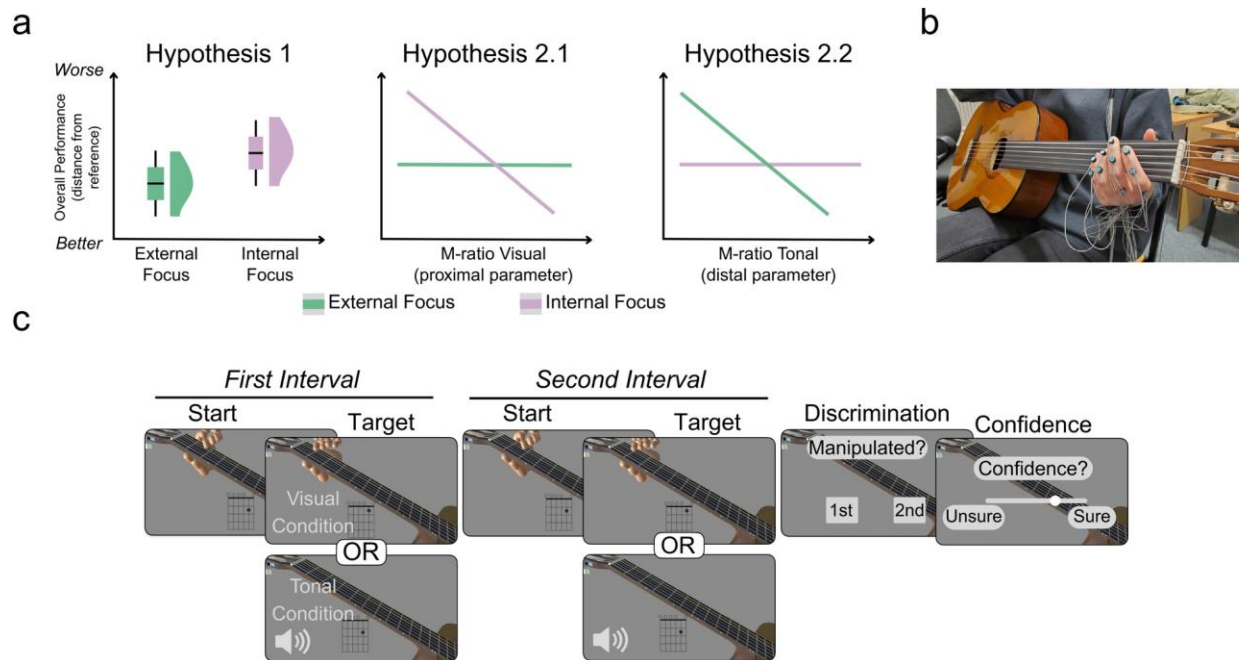 a
Hypothesis 1
Hypothesis 2.1
Hypothesis 2.2
Worse
Overall Performance
(distance from
reference)
Better
External
Focus
Internal
Focus
M-ratio Visual
(proximal parameter)
M-ratio Tonal
(distal parameter)
External Focus
Internal Focus
b
c
First Interval
Second Interval
Start
Target
Start
Target
Discrimination
Confidence
Visual
Condition
OR
Tonal
Condition
OR
Manipulated?
1st
2nd
Confidence?
Unsure
Sure